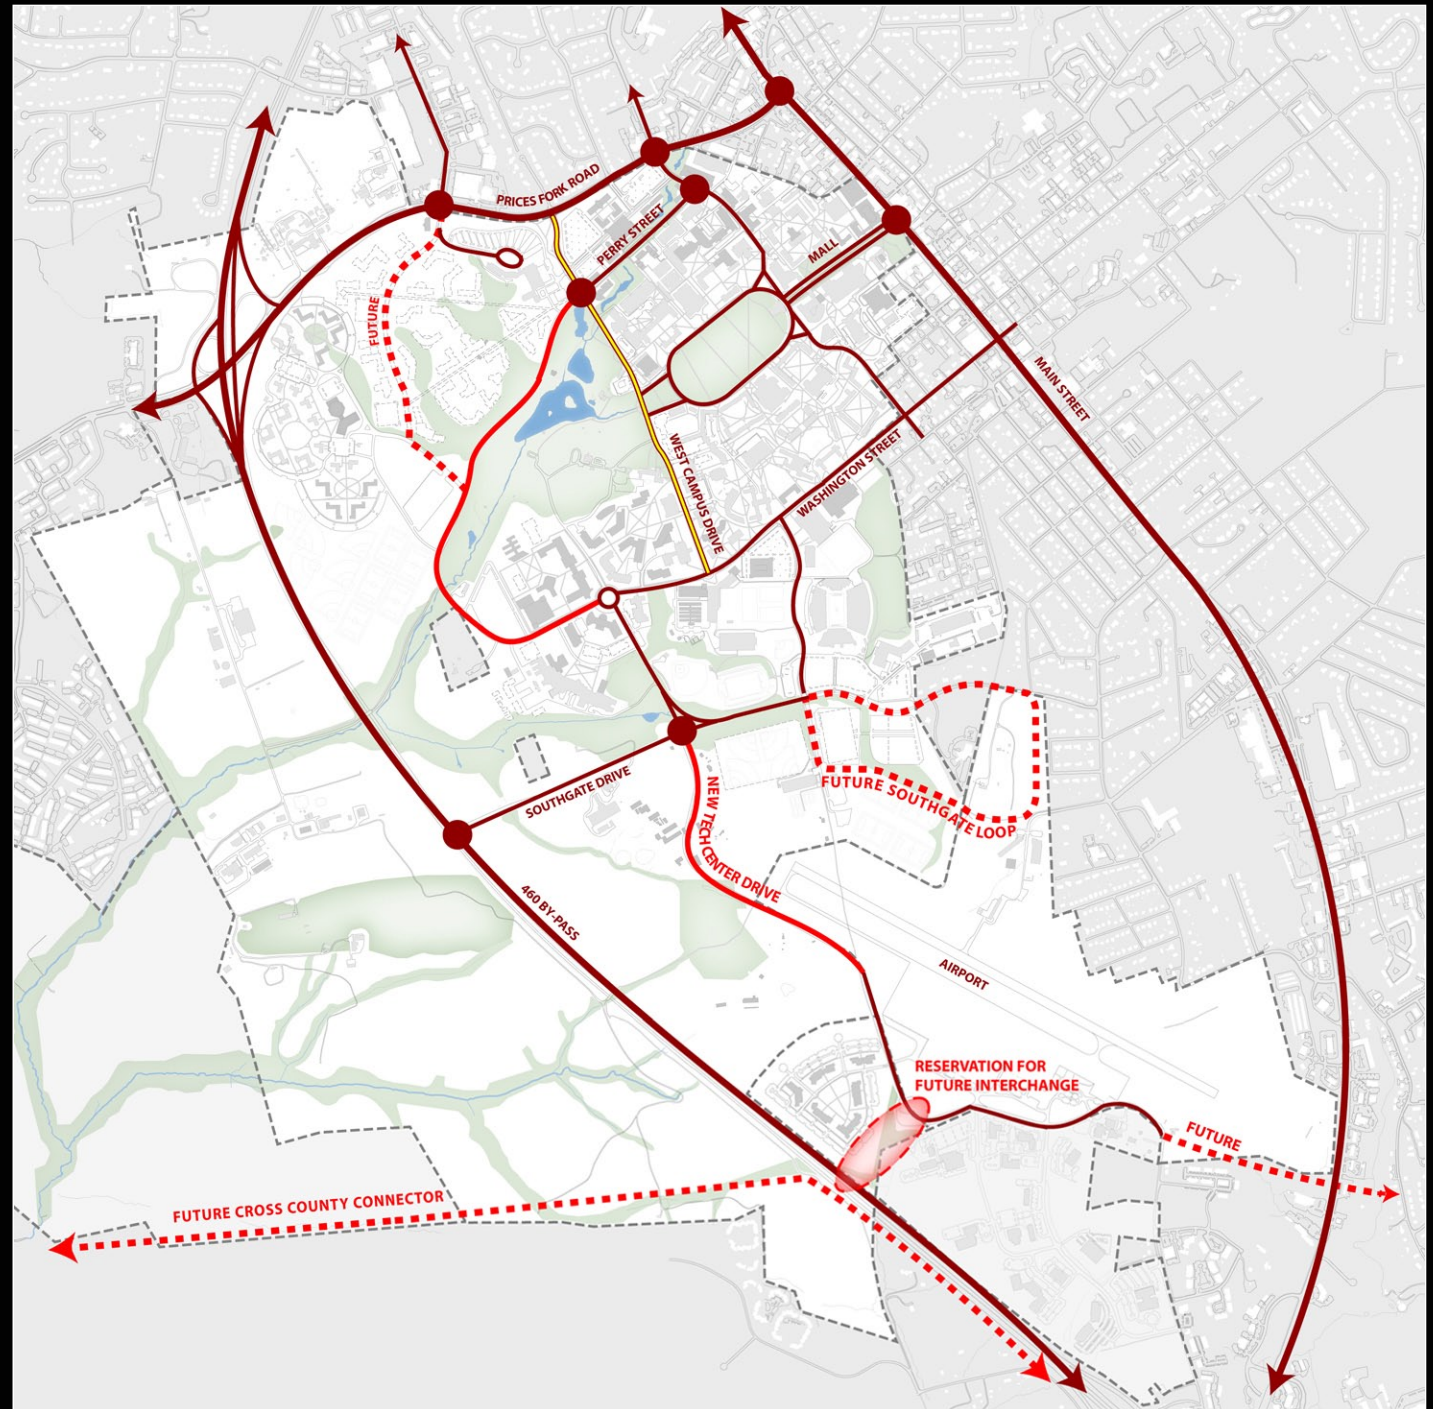 PRICES FORK ROAD
PERRY STREET
MALL
FUTURE
MAIN STREET
WEST CAMPUS DRIVE
WASHINGTON STREET
SOUTHGATE DRIVE
NEW TECH CENTER DRIVE
FUTURE SOUTHGATE LOOP
460 BY-PASS
AIRPORT
RESERVATION FOR
FUTURE INTERCHANGE
FUTURE
FUTURE CROSS COUNTY CONNECTOR